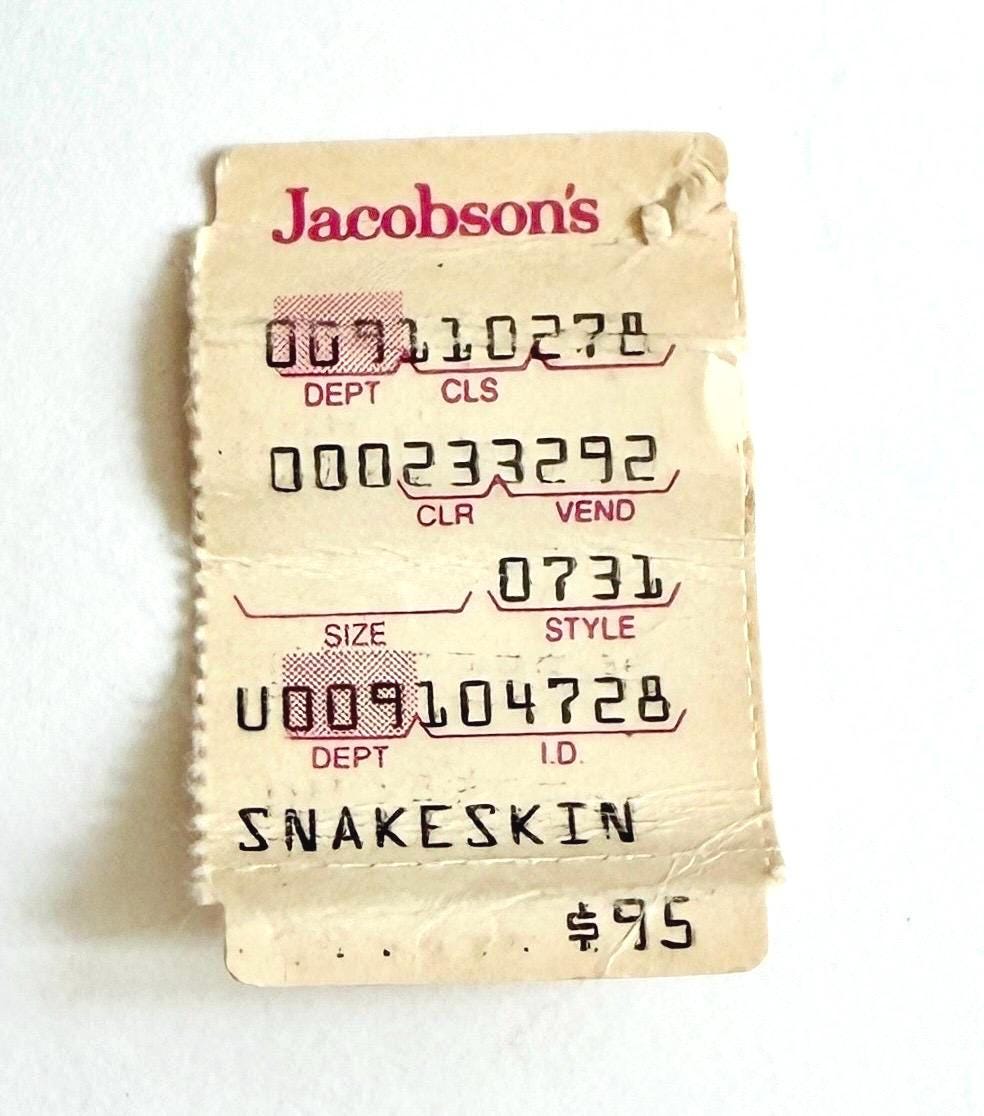 Jacobson's
009110278
DEPT CLS
000233292
CLR VEND
0731
SIZE STYLE
U009104728
DEPT I.D.
SNAKESKIN
$95